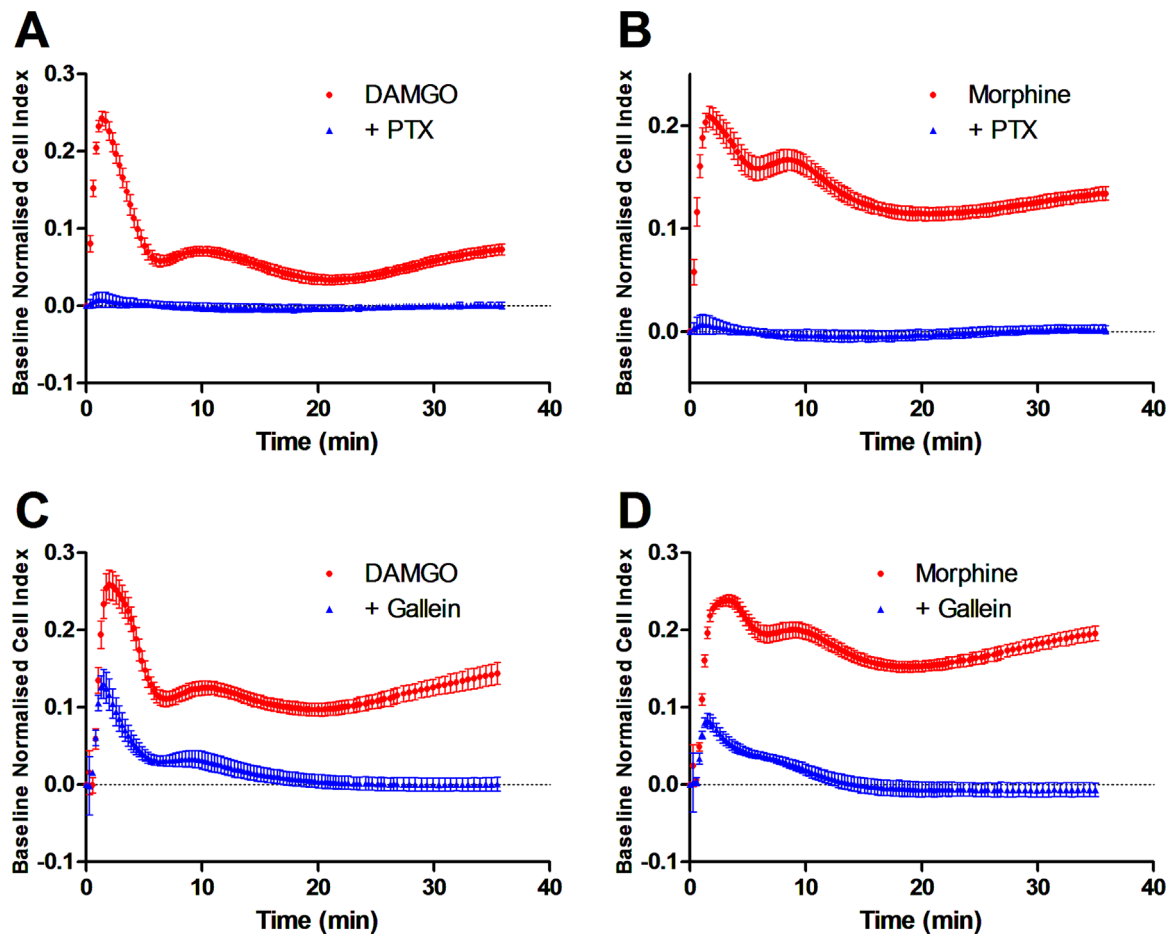 A
Baseline Normalised Cell Index
0.3
0.2
0.1
0.0
-0.1
DAMGO
+ PTX
0 10 20 30 40
Time (min)
B
Baseline Normalised Cell Index
0.2
0.1
0.0
Morphine
+ PTX
0 10 20 30 40
Time (min)
C
Baseline Normalised Cell Index
0.3
0.2
0.1
0.0
-0.1
DAMGO
+ Gallein
0 10 20 30 40
Time (min)
D
Baseline Normalised Cell Index
0.3
0.2
0.1
0.0
-0.1
Morphine
+ Gallein
0 10 20 30 40
Time (min)